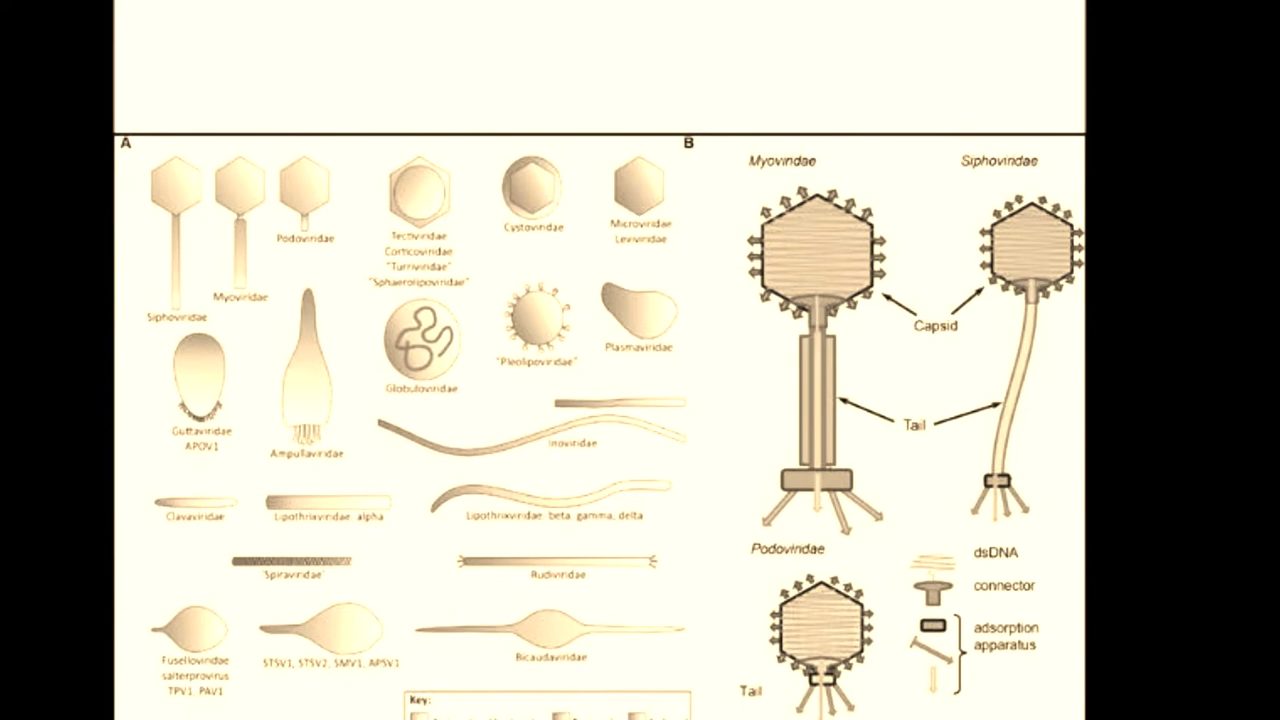 A
B
Siphoviridae
Myoviridae
Podoviridae
Tectiviridae
Corticoviridae
"Turriviridae"
"Sphaerolipoviridae"
Cystoviridae
Microviridae
Leviviridae
Guttaviridae
APOV1
Ampullaviridae
Globuloviridae
"Pleolipoviridae"
Plasmaviridae
Inoviridae
Clavaviridae
Lipothrixviridae: alpha
Lipothrixviridae: beta, gamma, delta
"Spiraviridae"
Rudiviridae
Fuselloviridae
salterprovirus
TPV1, PAV1
STSV1, STSV2, SMV1, APSV1
Bicaudaviridae
Key:
Myoviridae
Siphoviridae
Capsid
Tail
Podoviridae
dsDNA
connector
adsorption
apparatus
Tail